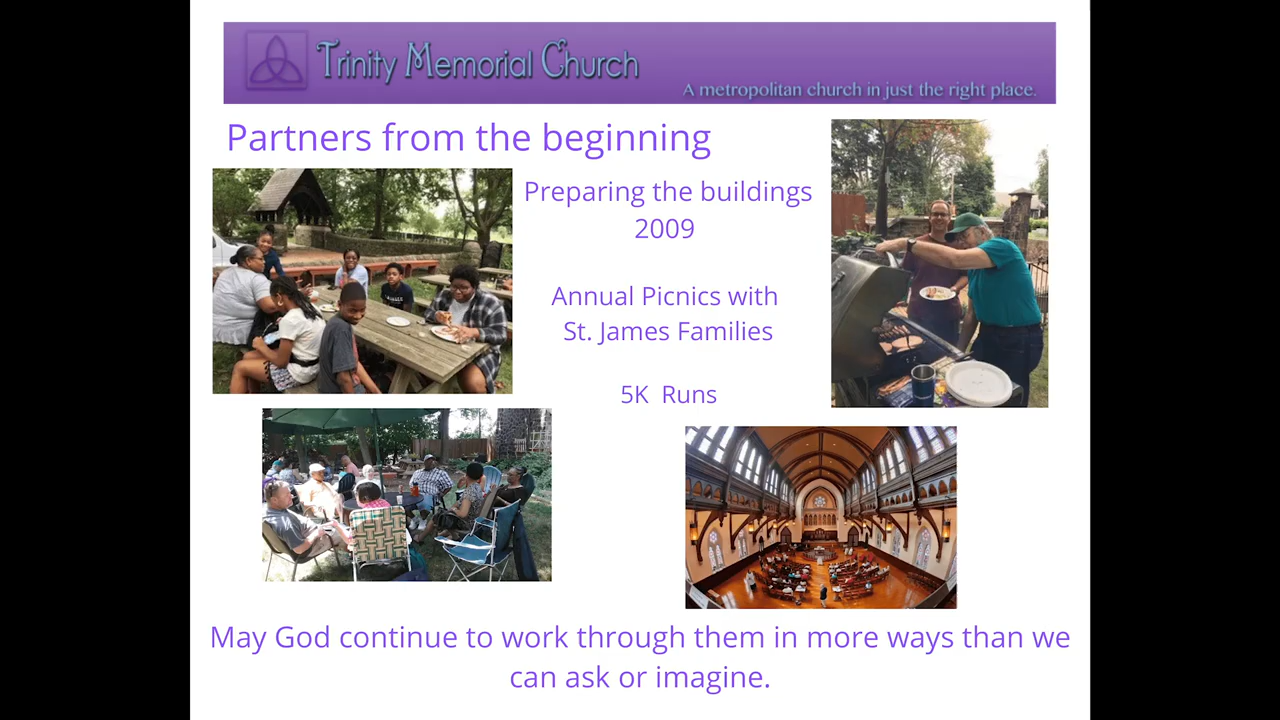 Trinity Memorial Church
A metropolitan church in just the right place.
Partners from the beginning
Preparing the buildings
2009
Annual Picnics with
St. James Families
5K Runs
May God continue to work through them in more ways than we
can ask or imagine.